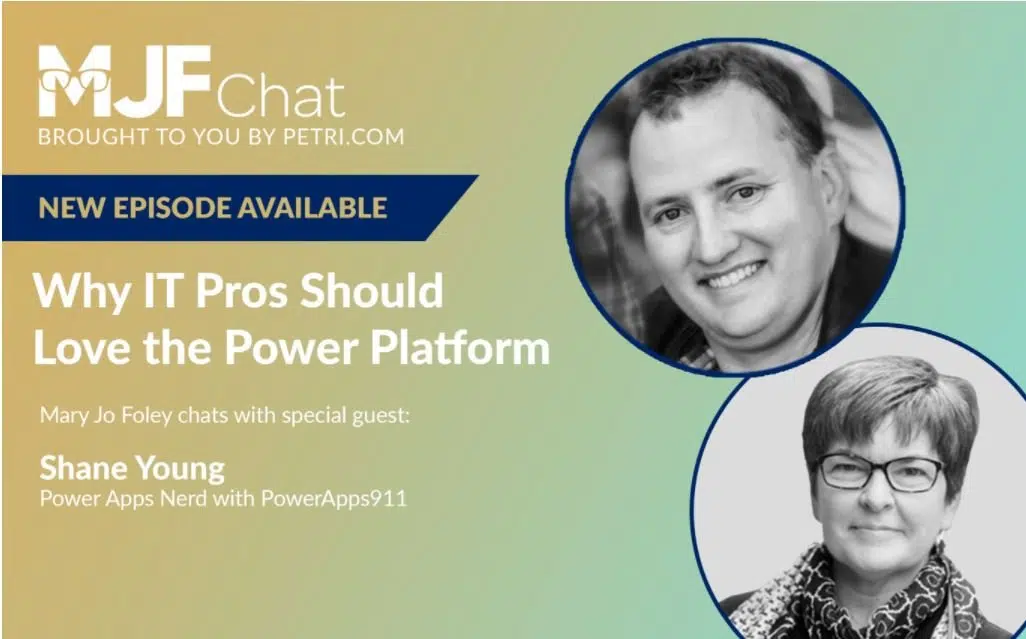 MJF Chat
BROUGHT TO YOU BY PETRI.COM
NEW EPISODE AVAILABLE
Why IT Pros Should
Love the Power Platform
Mary Jo Foley chats with special guest:
Shane Young
Power Apps Nerd with PowerApps911